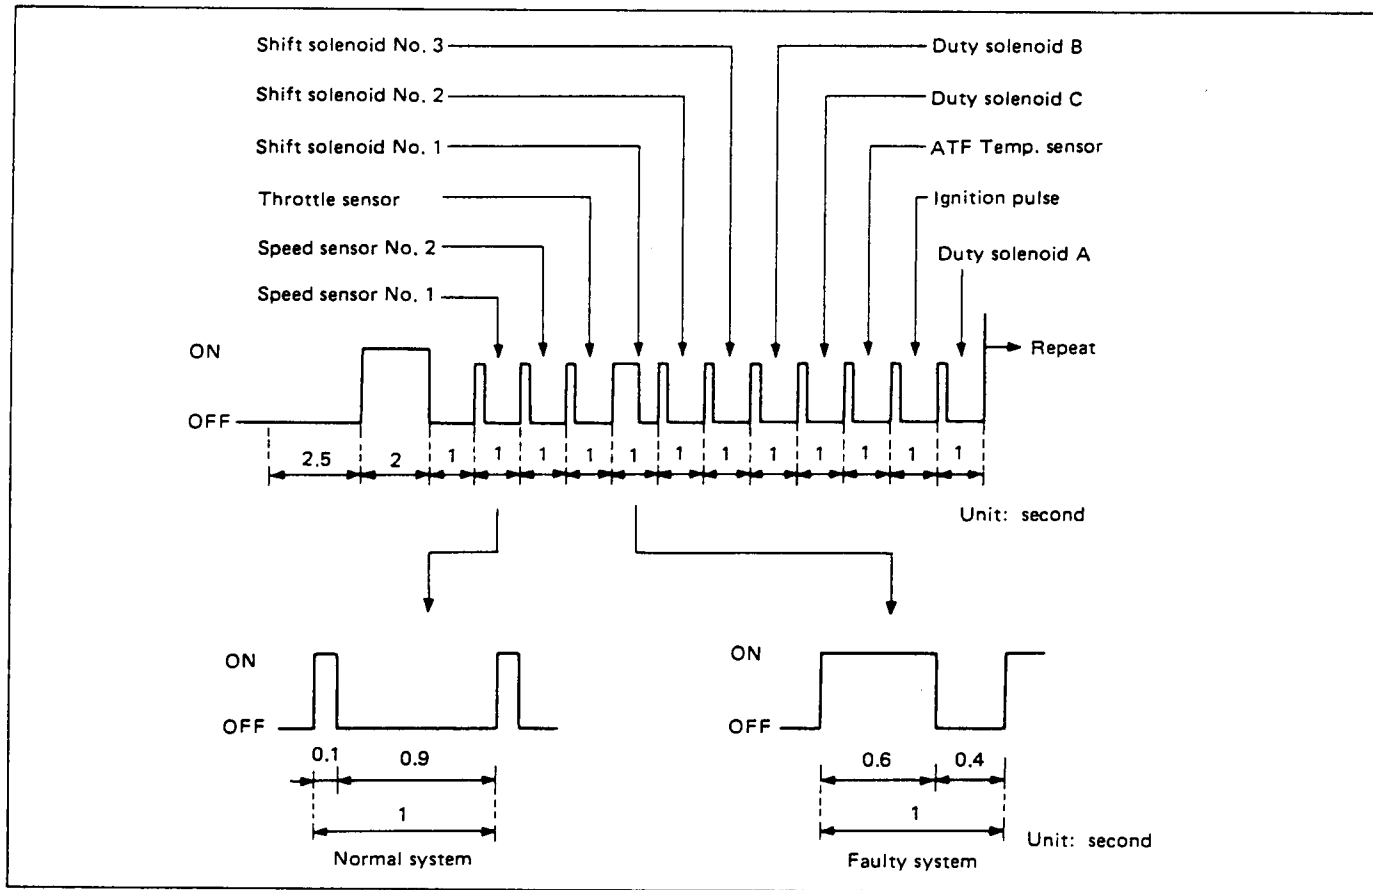 Shift solenoid No. 3
Duty solenoid B
Shift solenoid No. 2
Duty solenoid C
Shift solenoid No. 1
ATF Temp. sensor
Throttle sensor
Ignition pulse
Speed sensor No. 2
Duty solenoid A
Speed sensor No. 1
ON
Repeat
OFF
2.5 2 1 1 1 1 1 1 1 1 1 1 1 1
Unit: second
ON
OFF
0.1 0.9
1
Normal system
ON
OFF
0.6 0.4
1
Unit: second
Faulty system